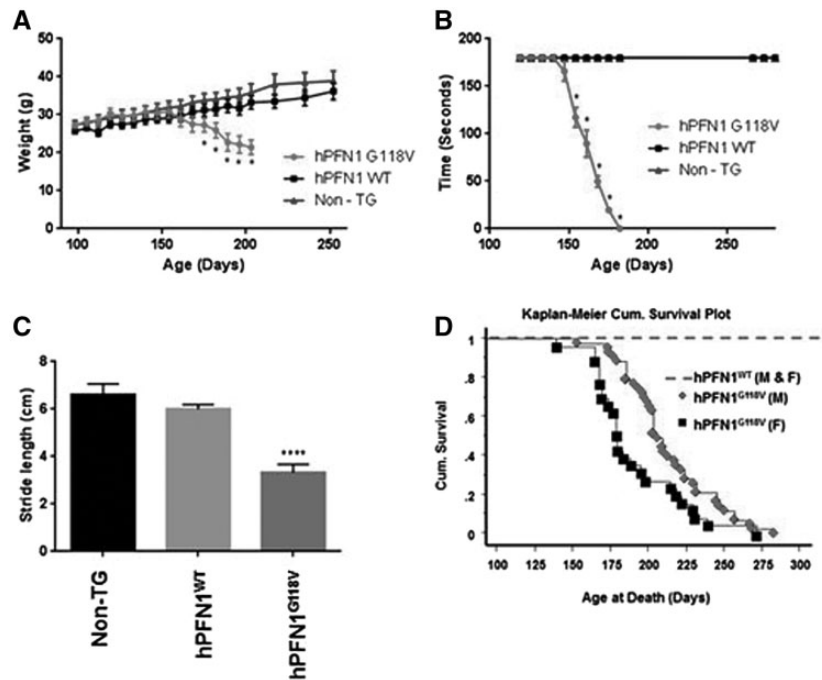 A
50
40
30
20
10
0
Weight (g)
100
150
200
250
Age (Days)
hPFN1 G118V
hPFN1 WT
Non - TG
* * * * *
B
200
150
100
50
0
Time (Seconds)
100
150
200
250
Age (Days)
hPFN1 G118V
hPFN1 WT
Non - TG
* * * * *
C
8
6
4
2
0
Stride length (cm)
****
Non-TG
hPFN1WT
hPFN1G118V
D
Kaplan-Meier Cum. Survival Plot
1
.8
.6
.4
.2
0
Cum. Survival
hPFN1WT (M & F)
hPFN1G118V (M)
hPFN1G118V (F)
100 125 150 175 200 225 250 275 300
Age at Death (Days)